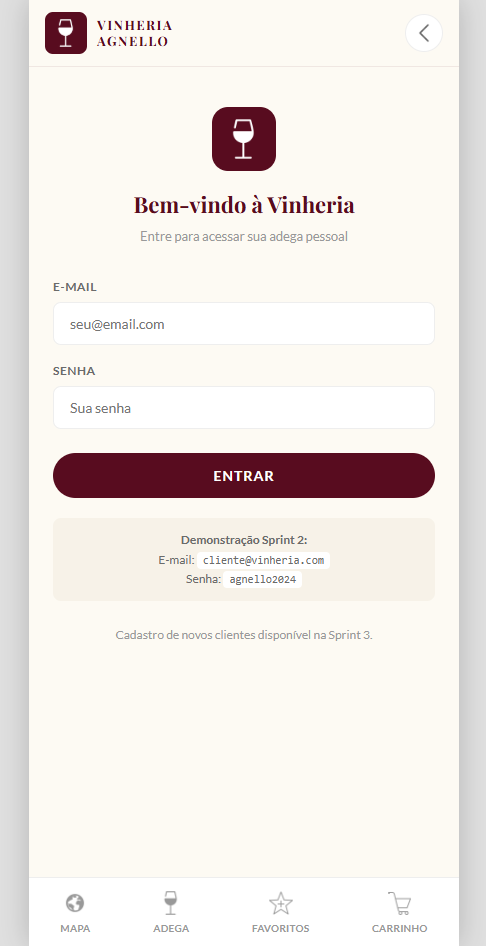 VINHERIA
AGNELLO
Bem-vindo à Vinheria
Entre para acessar sua adega pessoal
E-MAIL
seu@email.com
SENHA
Sua senha
ENTRAR
Demonstração Sprint 2:
E-mail: cliente@vinheria.com
Senha: agnello2024
Cadastro de novos clientes disponível na Sprint 3.
MAPA ADEGA FAVORITOS CARRINHO